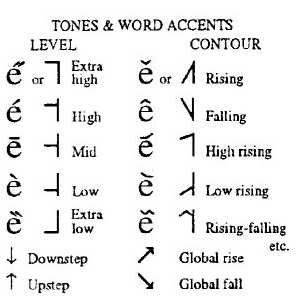 TONES & WORD ACCENTS
LEVEL CONTOUR
e̋ or ˥ Extra high ě or ˩˥ Rising
é ˦ High ê ˥˩ Falling
ē ˧ Mid e᷄ ˦˥ High rising
è ˨ Low e᷅ ˩˨ Low rising
ȅ ˩ Extra low e᷈ ˧˦˧ Rising-falling
etc.
↓ Downstep ↗ Global rise
↑ Upstep ↘ Global fall